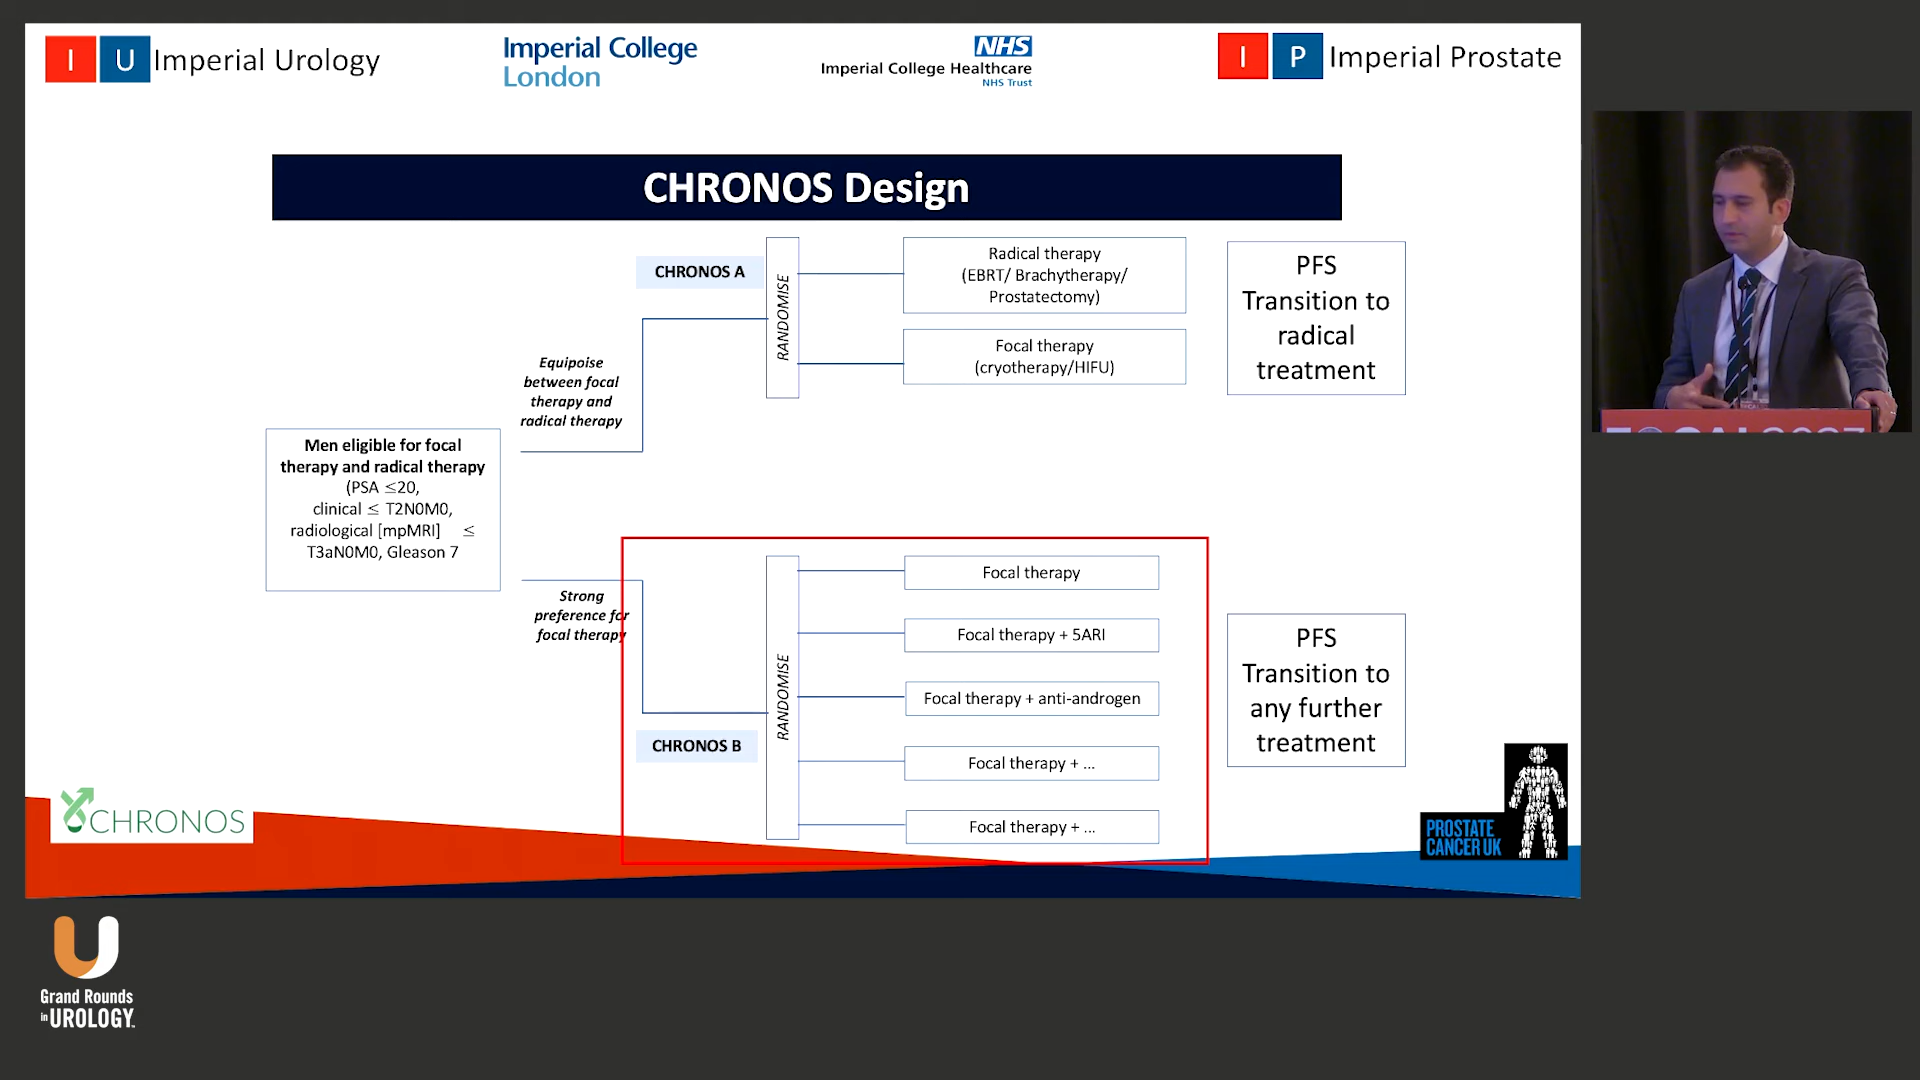 I U Imperial Urology
Imperial College
London
NHS
Imperial College Healthcare
NHS Trust
I P Imperial Prostate
CHRONOS Design
CHRONOS A
RANDOMISE
Radical therapy
(EBRT/ Brachytherapy/
Prostatectomy)
Focal therapy
(cryotherapy/HIFU)
PFS
Transition to
radical
treatment
Equipoise
between focal
therapy and
radical therapy
Men eligible for focal
therapy and radical therapy
(PSA ≤20,
clinical ≤ T2N0M0,
radiological [mpMRI] ≤
T3aN0M0, Gleason 7
Strong
preference for
focal therapy
CHRONOS B
RANDOMISE
Focal therapy
Focal therapy + 5ARI
Focal therapy + anti-androgen
Focal therapy + ...
Focal therapy + ...
PFS
Transition to
any further
treatment
CHRONOS
PROSTATE
CANCER UK
Grand Rounds
in UROLOGY